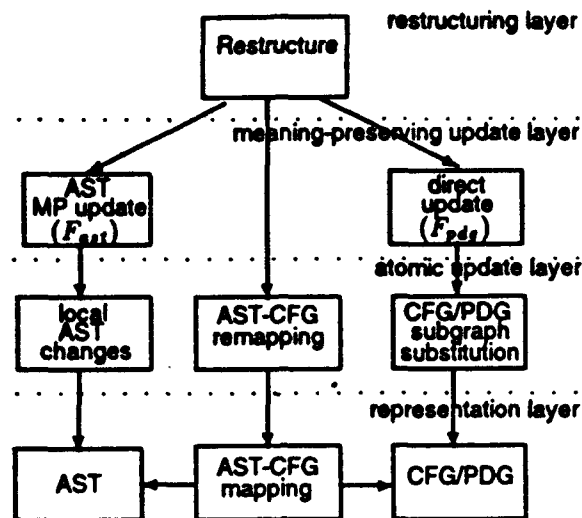 restructuring layer
Restructure
meaning-preserving update layer
AST
MP update
(F_ast)
direct
update
(F_pdg)
atomic update layer
local
AST
changes
AST-CFG
remapping
CFG/PDG
subgraph
substitution
representation layer
AST
AST-CFG
mapping
CFG/PDG